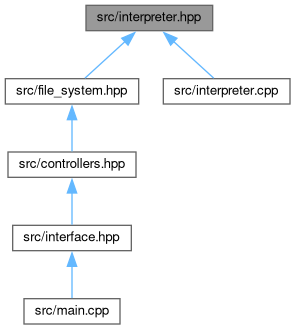 src/interpreter.hpp
src/file_system.hpp
src/interpreter.cpp
src/controllers.hpp
src/interface.hpp
src/main.cpp